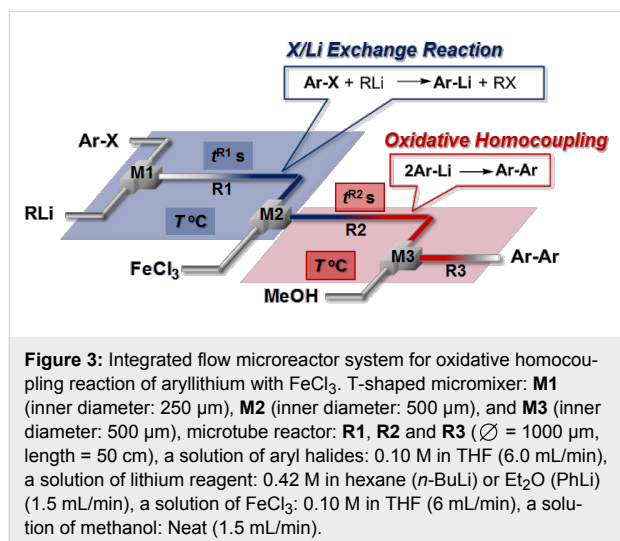 X/Li Exchange Reaction
Ar-X + RLi ⟶ Ar-Li + RX
Ar-X
tR1 s
Oxidative Homocoupling
M1
R1
2Ar-Li ⟶ Ar-Ar
RLi
T ºC
M2
tR2 s
R2
FeCl3
T ºC
M3
R3
Ar-Ar
MeOH
Figure 3: Integrated flow microreactor system for oxidative homocou-
pling reaction of aryllithium with FeCl3. T-shaped micromixer: M1
(inner diameter: 250 μm), M2 (inner diameter: 500 μm), and M3 (inner
diameter: 500 μm), microtube reactor: R1, R2 and R3 (∅ = 1000 μm,
length = 50 cm), a solution of aryl halides: 0.10 M in THF (6.0 mL/min),
a solution of lithium reagent: 0.42 M in hexane (n-BuLi) or Et2O (PhLi)
(1.5 mL/min), a solution of FeCl3: 0.10 M in THF (6 mL/min), a solu-
tion of methanol: Neat (1.5 mL/min).